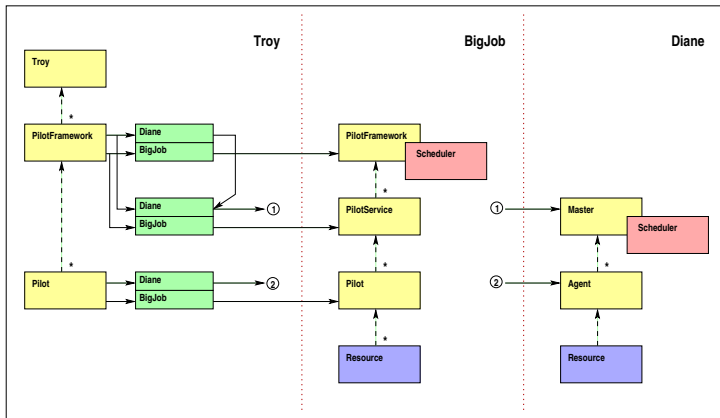 Troy
BigJob
Diane
Troy
*
PilotFramework
Diane
BigJob
PilotFramework
Scheduler
*
Diane
BigJob
1
PilotService
1
Master
Scheduler
*
*
*
Pilot
Diane
BigJob
2
Pilot
2
Agent
*
Resource
Resource